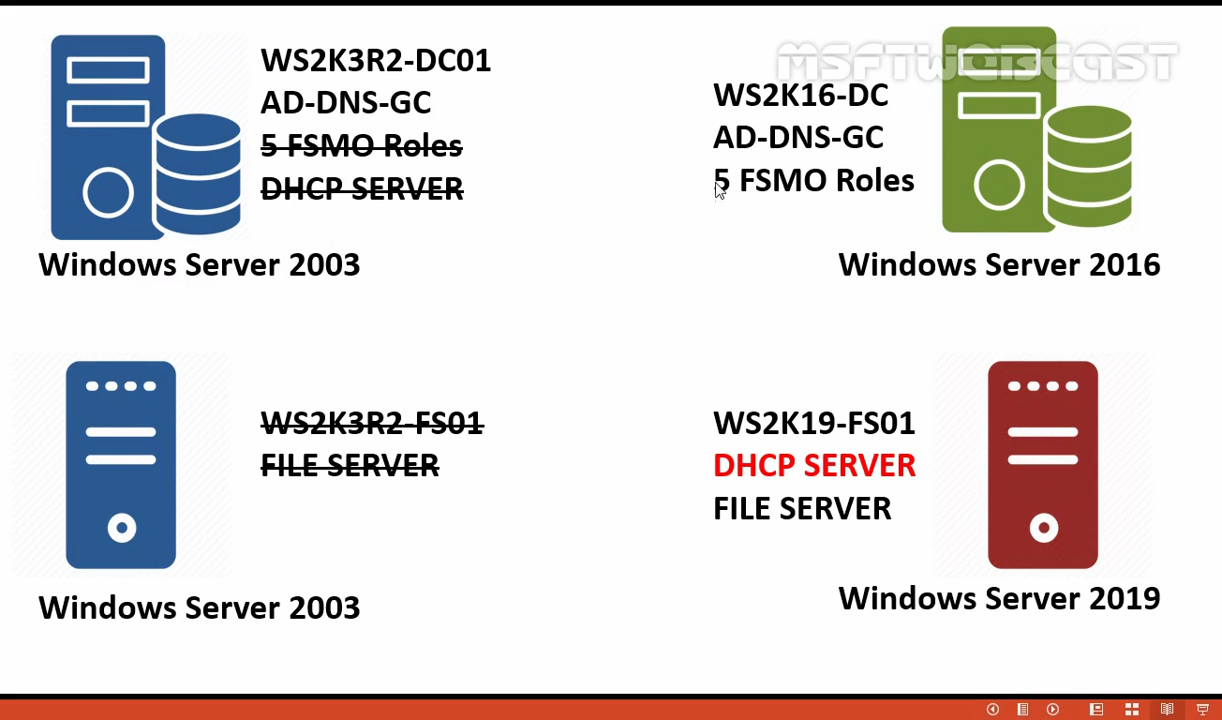 MSFTWEBCAST
WS2K3R2-DC01
AD-DNS-GC
5 FSMO Roles
DHCP SERVER
Windows Server 2003
WS2K16-DC
AD-DNS-GC
5 FSMO Roles
Windows Server 2016
WS2K3R2-FS01
FILE SERVER
Windows Server 2003
WS2K19-FS01
DHCP SERVER
FILE SERVER
Windows Server 2019